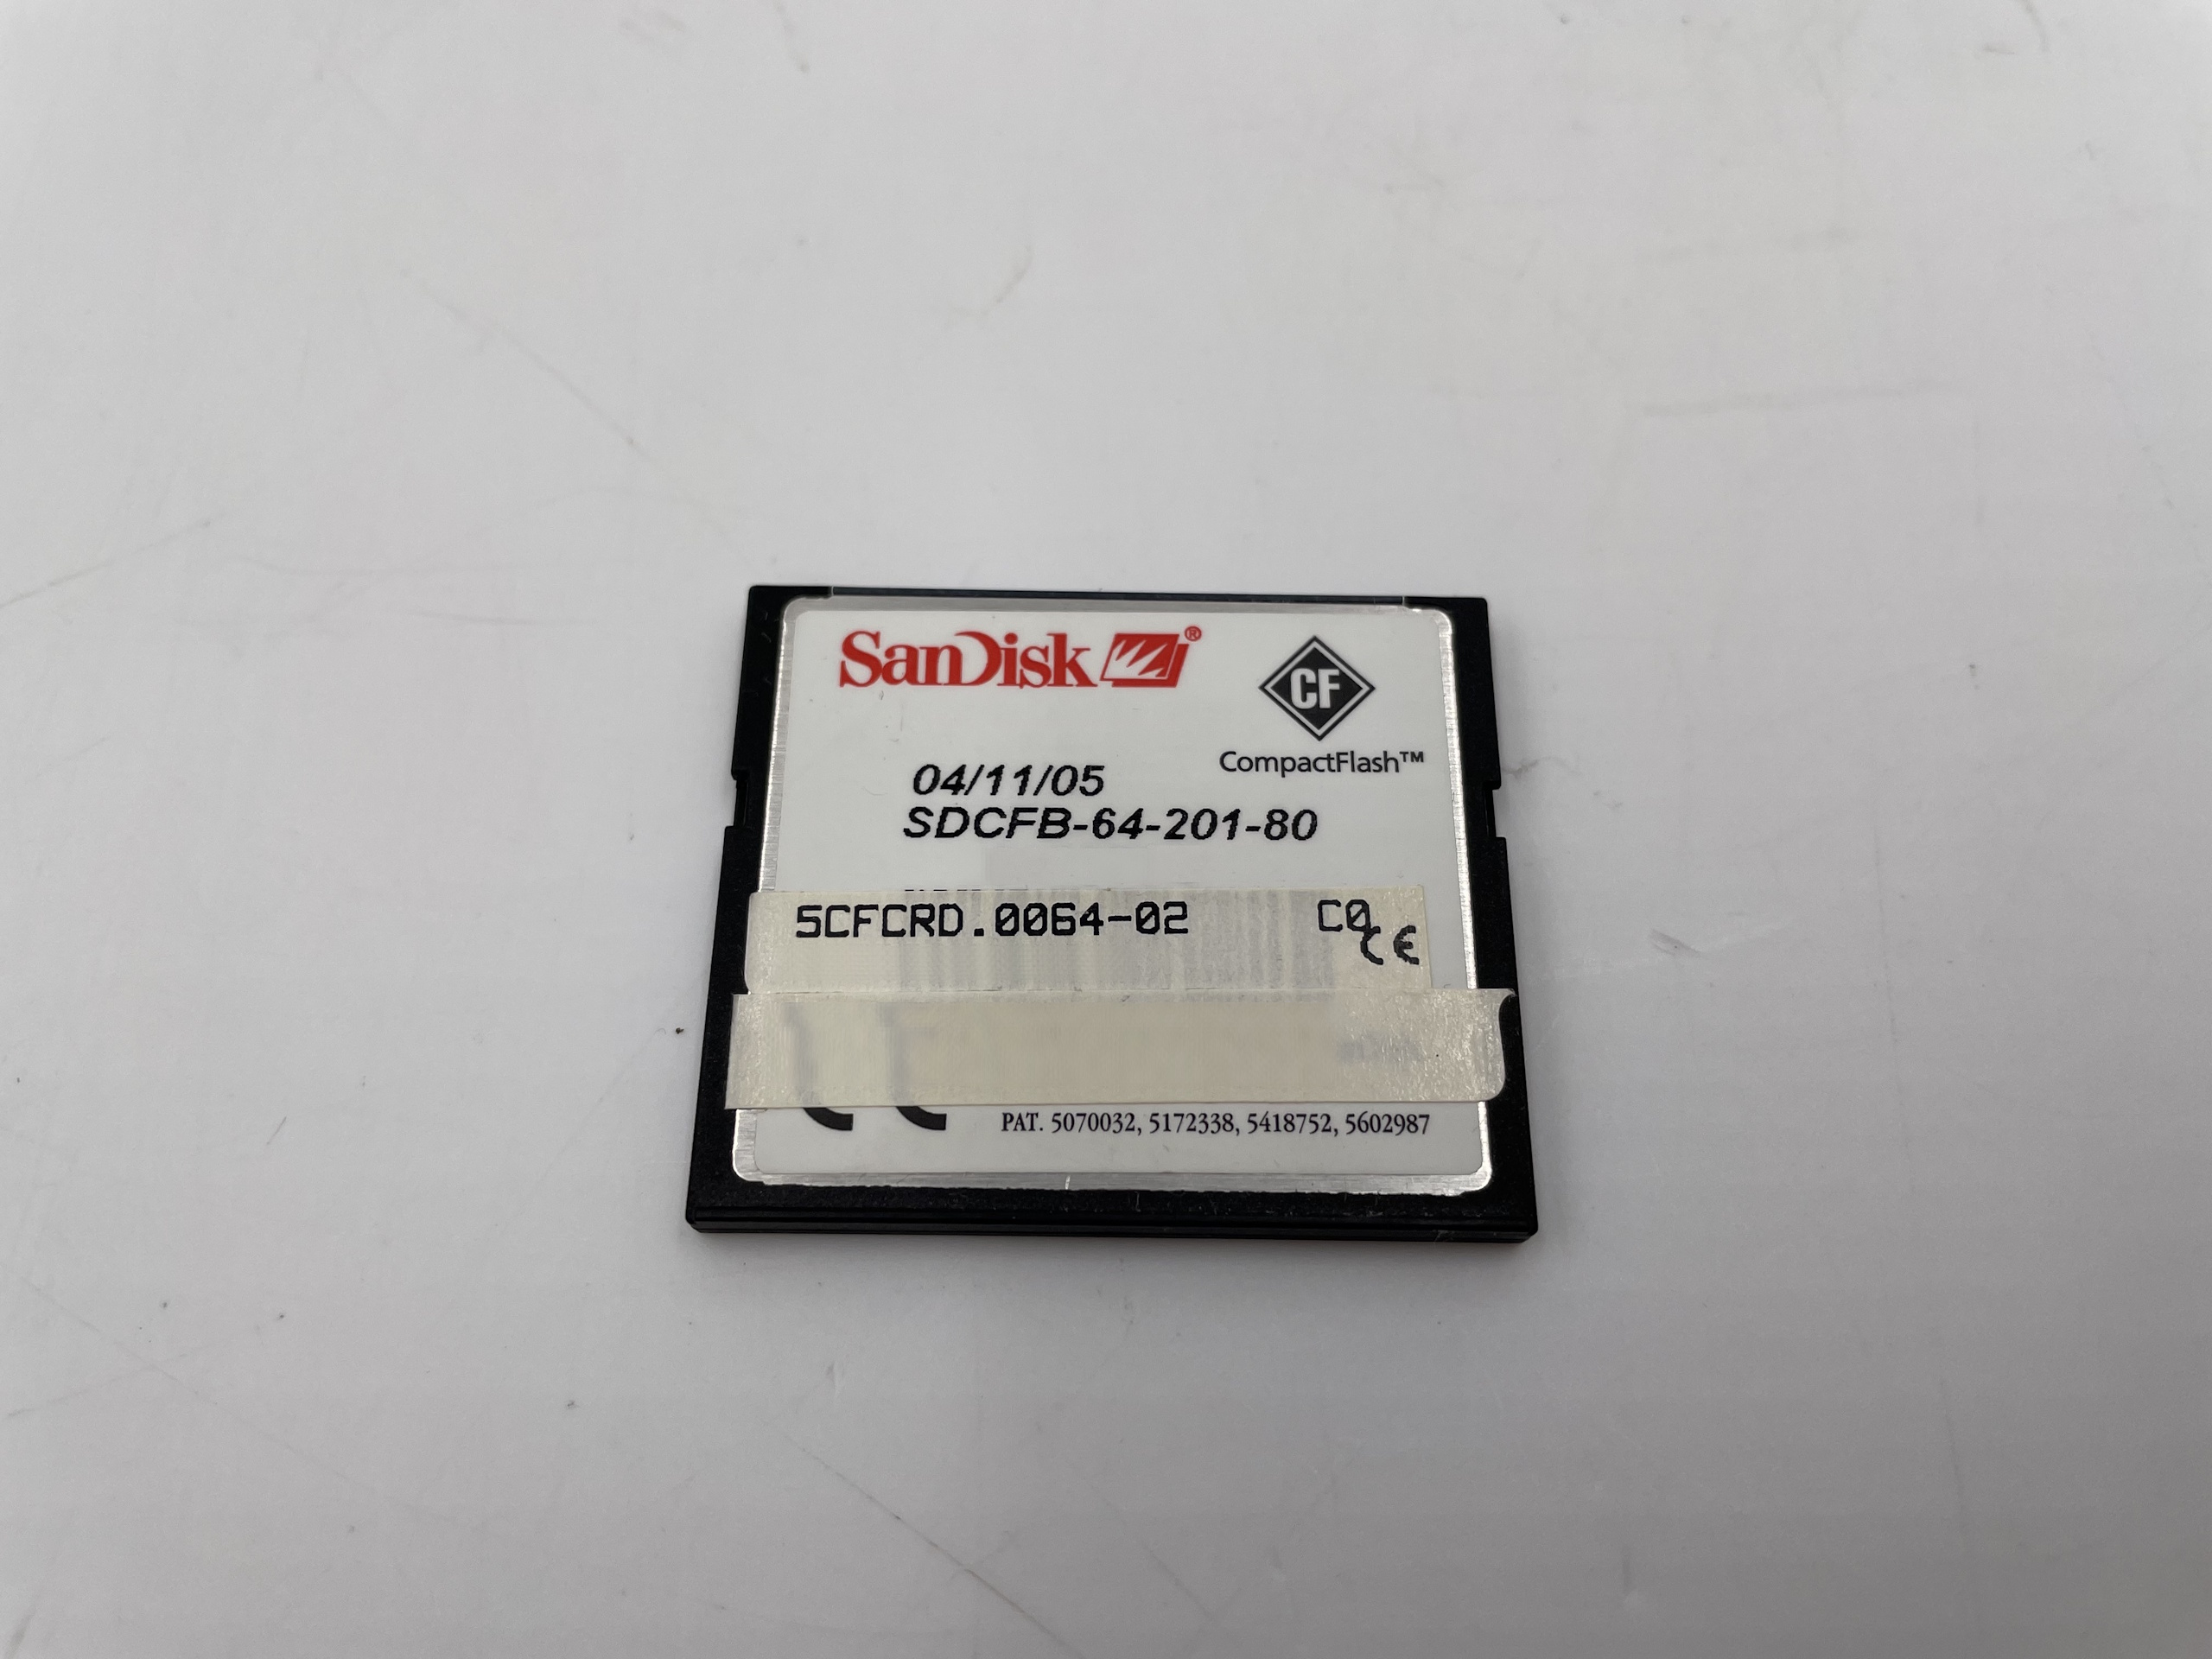 SanDisk ®
CF
CompactFlash™
04/11/05
SDCFB-64-201-80
5CFCRD.0064-02 C0
CE
PAT. 5070032, 5172338, 5418752, 5602987